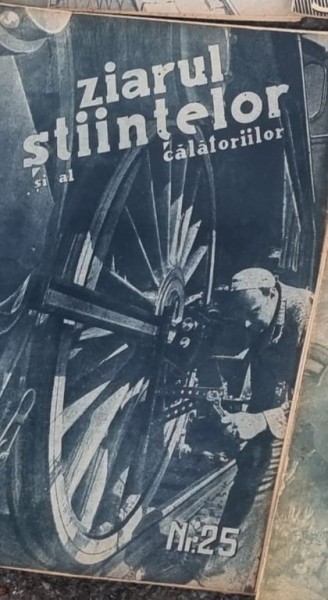 ziarul
științelor
și al călătoriilor
Nr. 25